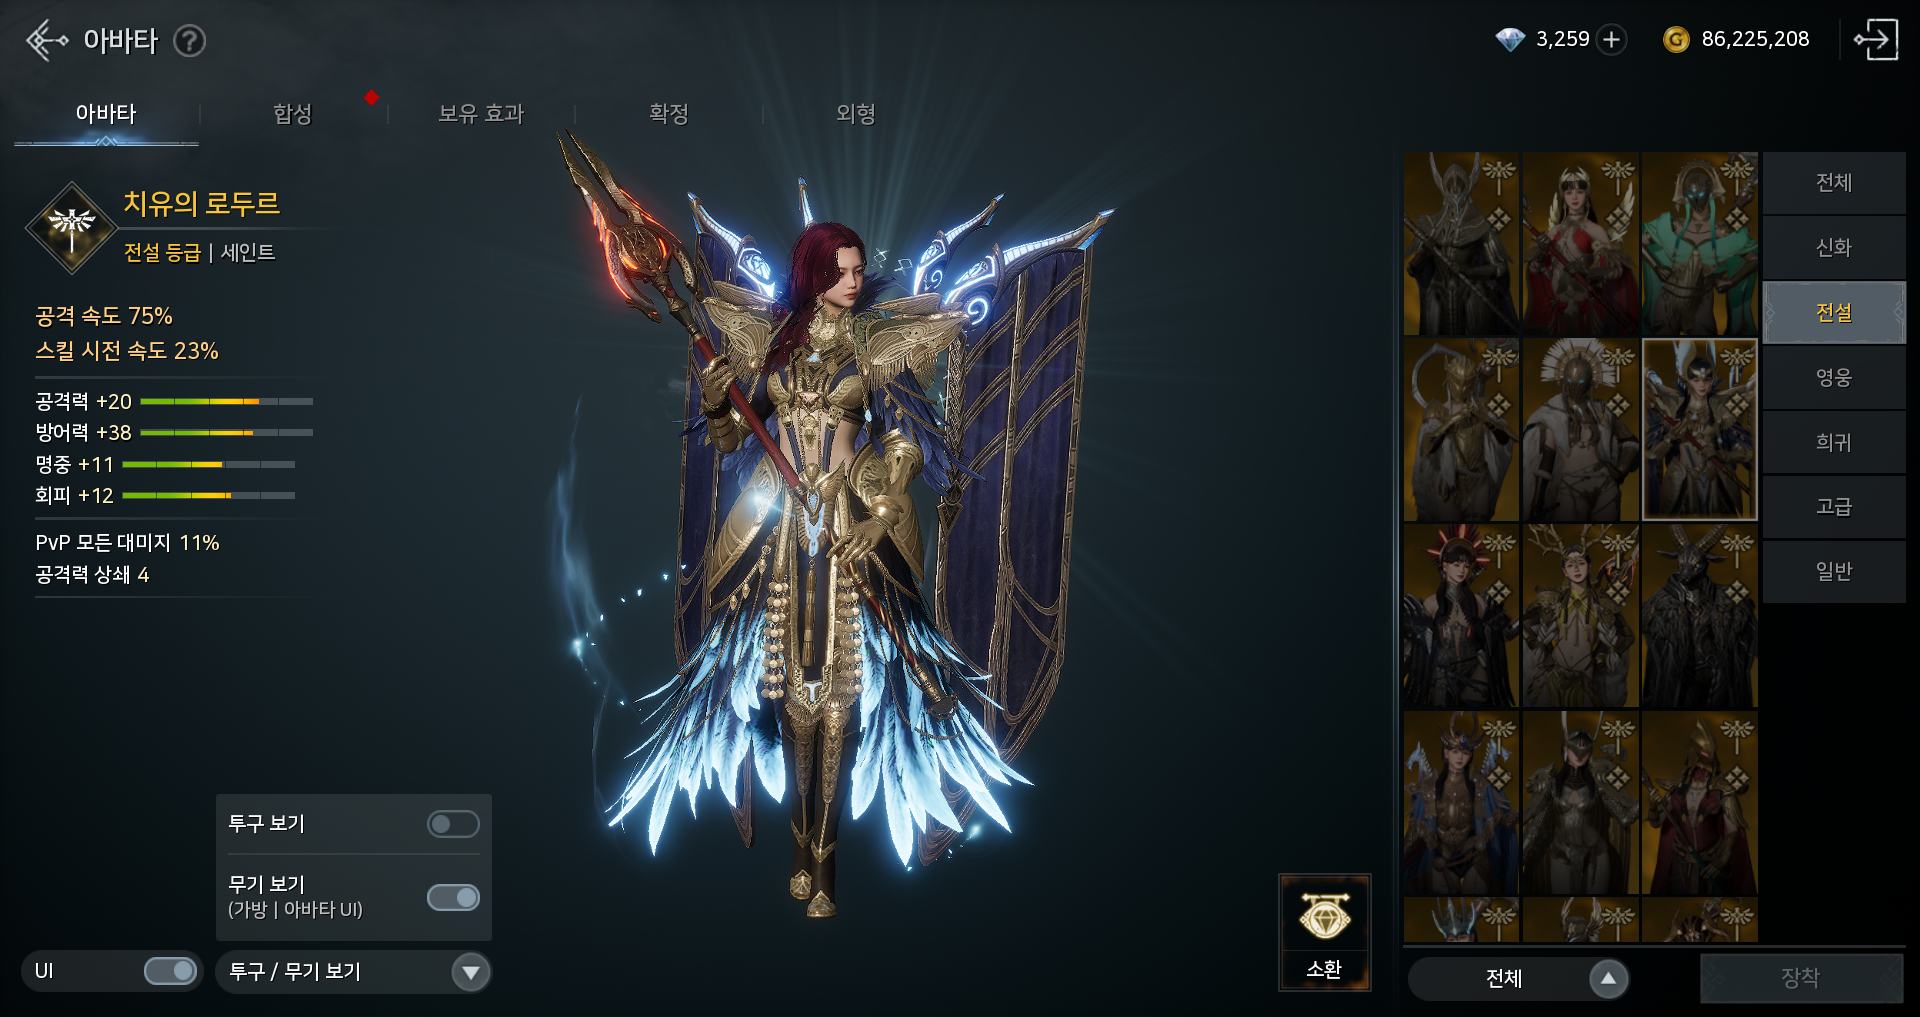 아바타 ?
3,259 +
G 86,225,208
아바타 합성 보유 효과 확정 외형
치유의 로두르
전설 등급 | 세인트
공격 속도 75%
스킬 시전 속도 23%
공격력 +20
방어력 +38
명중 +11
회피 +12
PvP 모든 대미지 11%
공격력 상쇄 4
전체
신화
전설
영웅
희귀
고급
일반
투구 보기
무기 보기
(가방 | 아바타 UI)
UI
투구 / 무기 보기
소환
전체
장착